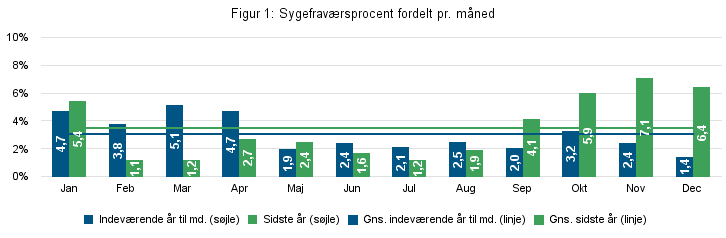 Figur 1: Sygefraværsprocent fordelt pr. måned
10%
8%
6%
4%
2%
0%
4,7 5,4 3,8 1,1 5,1 1,2 4,7 2,7 1,9 2,4 2,4 1,6 2,1 1,2 2,5 1,9 2,0 4,1 3,2 5,9 2,4 7,1 1,4 6,4
Jan Feb Mar Apr Maj Jun Jul Aug Sep Okt Nov Dec
Indeværende år til md. (søjle) Sidste år (søjle) Gns. indeværende år til md. (linje) Gns. sidste år (linje)